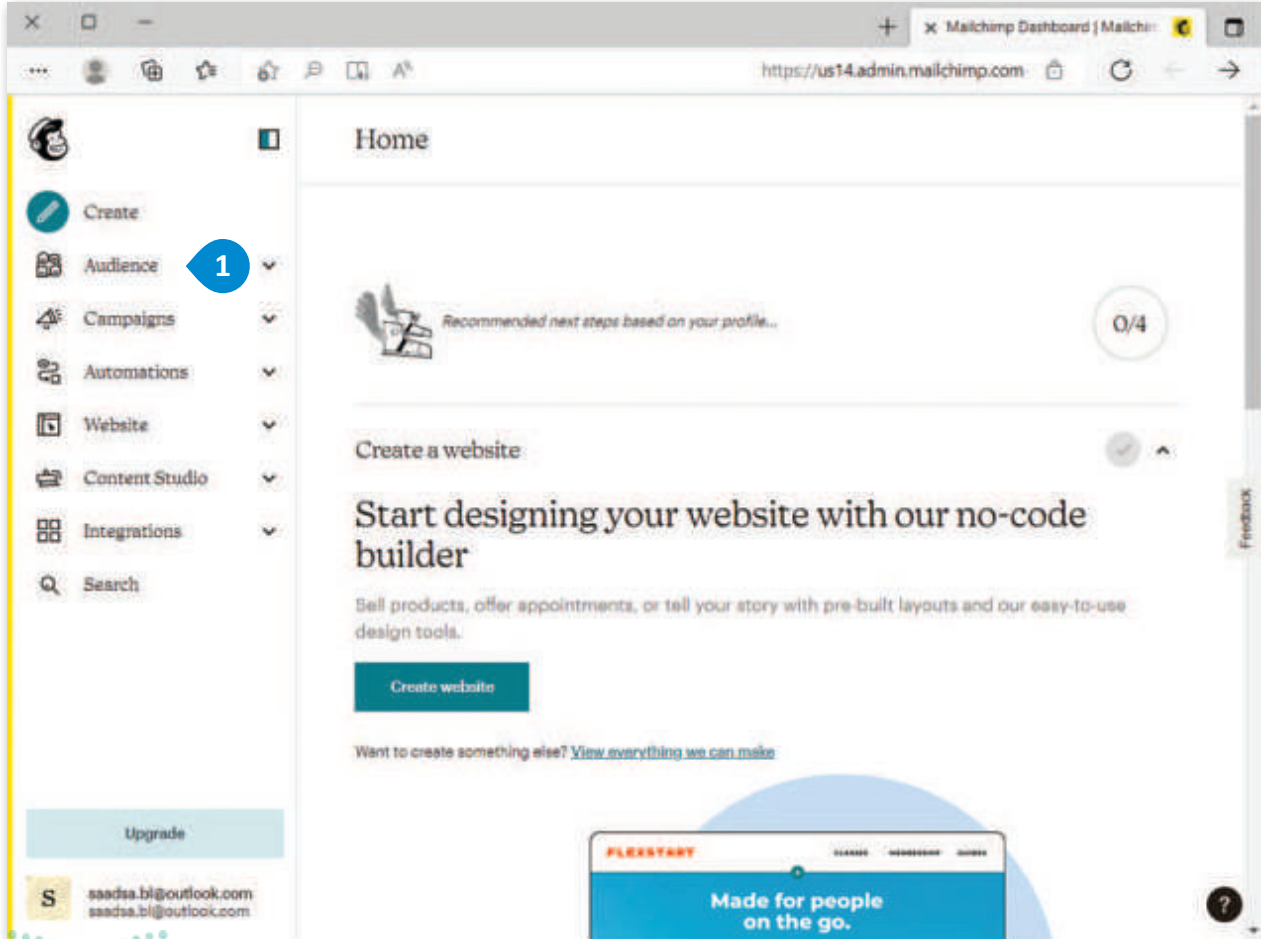 Mailchimp Dashboard | Mailchi
https://us14.admin.mailchimp.com
Home
Create
Audience
1
Campaigns
Automations
Website
Content Studio
Integrations
Search
Recommended next steps based on your profile...
0/4
Create a website
Start designing your website with our no-code
builder
Sell products, offer appointments, or tell your story with pre-built layouts and our easy-to-use
design tools.
Create website
Want to create something else? View everything we can make
Feedback
Upgrade
S
saadsa.bl@outlook.com
saadsa.bl@outlook.com
FLEXSTART
Made for people
on the go.
?